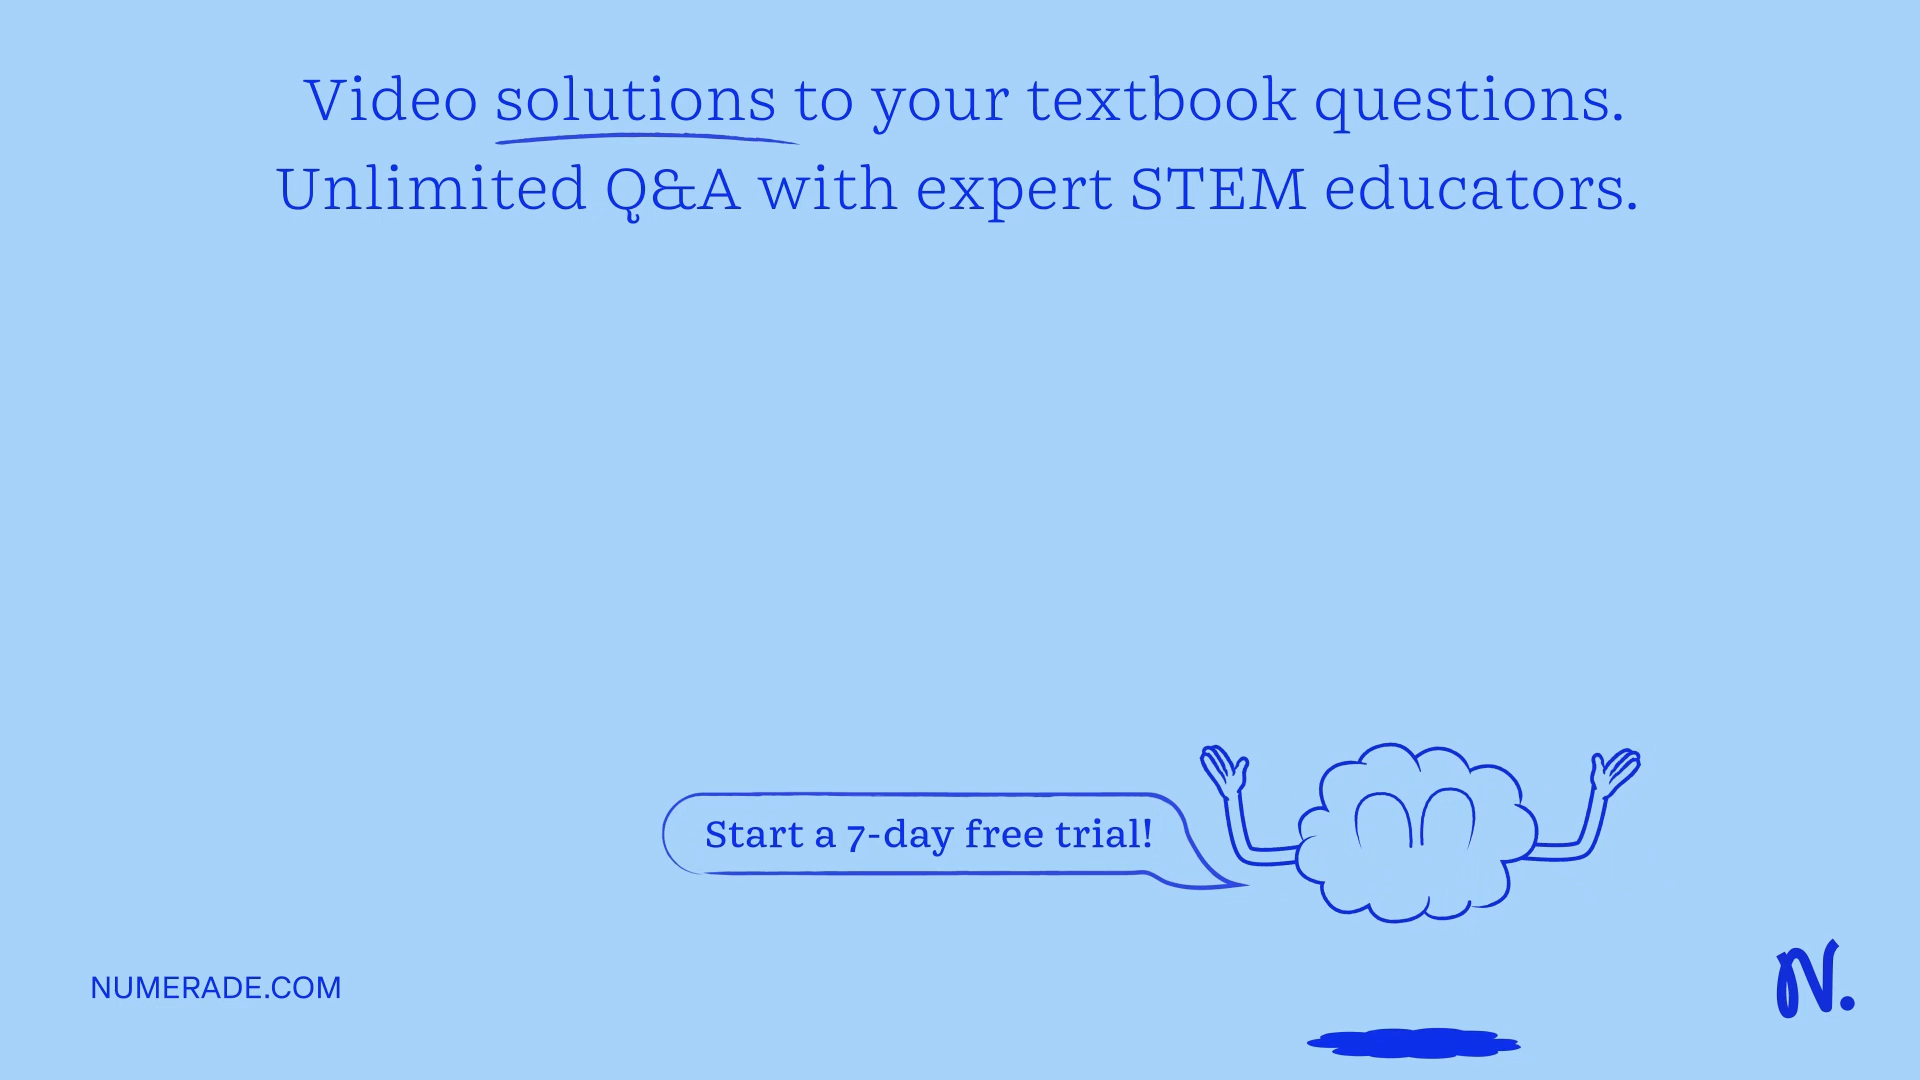 Video solutions to your textbook questions.
Unlimited Q&A with expert STEM educators.
Start a 7-day free trial!
NUMERADE.COM
N.